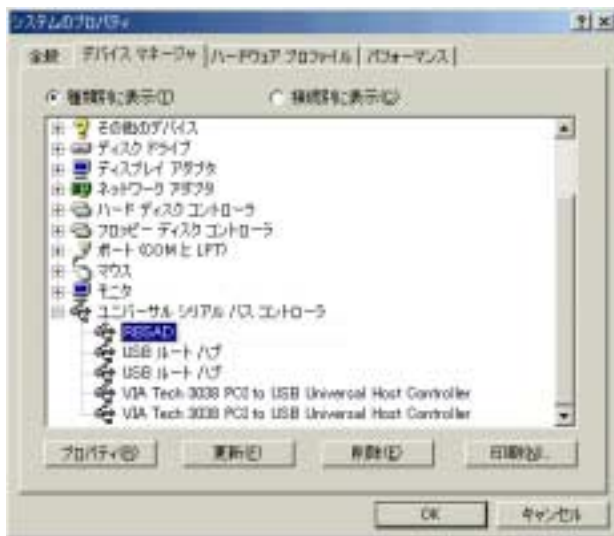 システムのプロパティ
全般 デバイス マネージャ ハードウェア プロファイル パフォーマンス
種類別に表示(T) 接続別に表示(C)
その他のデバイス
ディスク ドライブ
ディスプレイ アダプタ
ネットワーク アダプタ
ハード ディスク コントローラ
フロッピー ディスク コントローラ
ポート (COM と LPT)
マウス
モニタ
ユニバーサル シリアル バス コントローラ
USB ルート ハブ
USB ルート ハブ
VIA Tech 3038 PCI to USB Universal Host Controller
VIA Tech 3038 PCI to USB Universal Host Controller
プロパティ(R) 更新(F) 削除(E) 印刷(N)...
OK キャンセル